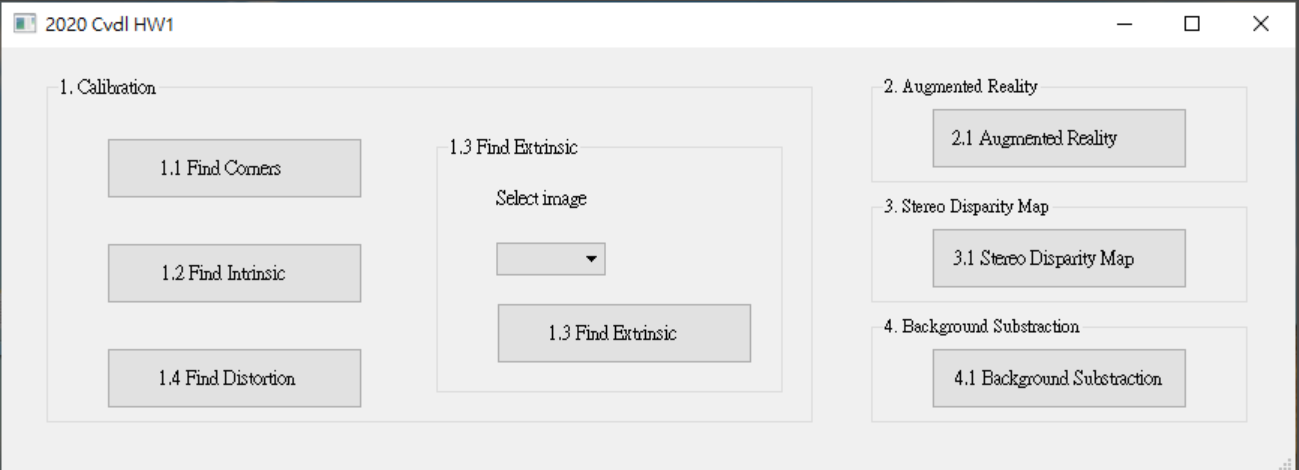 2020 Cvdl HW1
1. Calibration
1.1 Find Corners
1.2 Find Intrinsic
1.4 Find Distortion
1.3 Find Extrinsic
Select image
1.3 Find Extrinsic
2. Augmented Reality
2.1 Augmented Reality
3. Stereo Disparity Map
3.1 Stereo Disparity Map
4. Background Substraction
4.1 Background Substraction